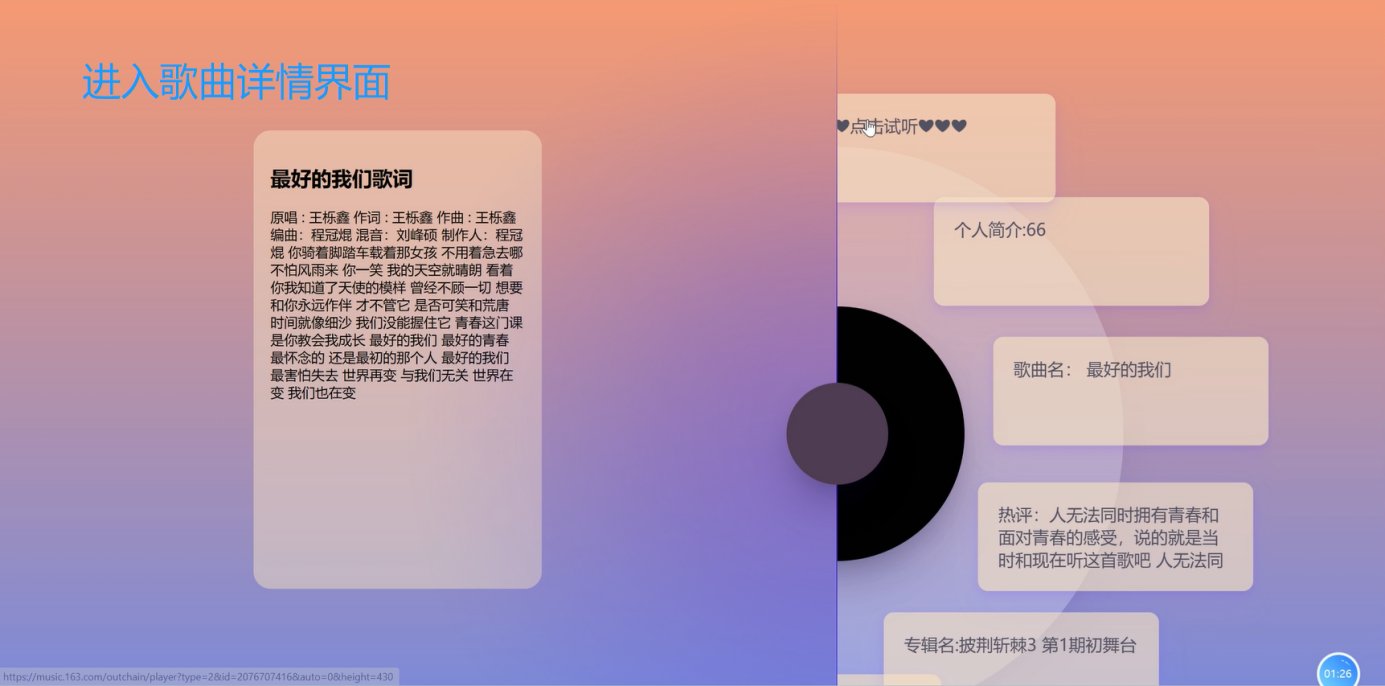 进入歌曲详情界面
最好的我们歌词
原唱 : 王栎鑫 作词 : 王栎鑫 作曲 : 王栎鑫
编曲：程冠焜 混音：刘峰硕 制作人：程冠
焜 你骑着脚踏车载着那女孩 不用着急去哪
不怕风雨来 你一笑 我的天空就晴朗 看着
你我知道了天使的模样 曾经不顾一切 想要
和你永远作伴 才不管它 是否可笑和荒唐
时间就像细沙 我们没能握住它 青春这门课
是你教会我成长 最好的我们 最好的青春
最怀念的 还是最初的那个人 最好的我们
最害怕失去 世界再变 与我们无关 世界在
变 我们也在变
♥点击试听♥♥♥
个人简介:66
歌曲名： 最好的我们
热评：人无法同时拥有青春和
面对青春的感受，说的就是当
时和现在听这首歌吧 人无法同
专辑名:披荆斩棘3 第1期初舞台
https://music.163.com/outchain/player?type=2&id=2076707416&auto=0&height=430
01:26